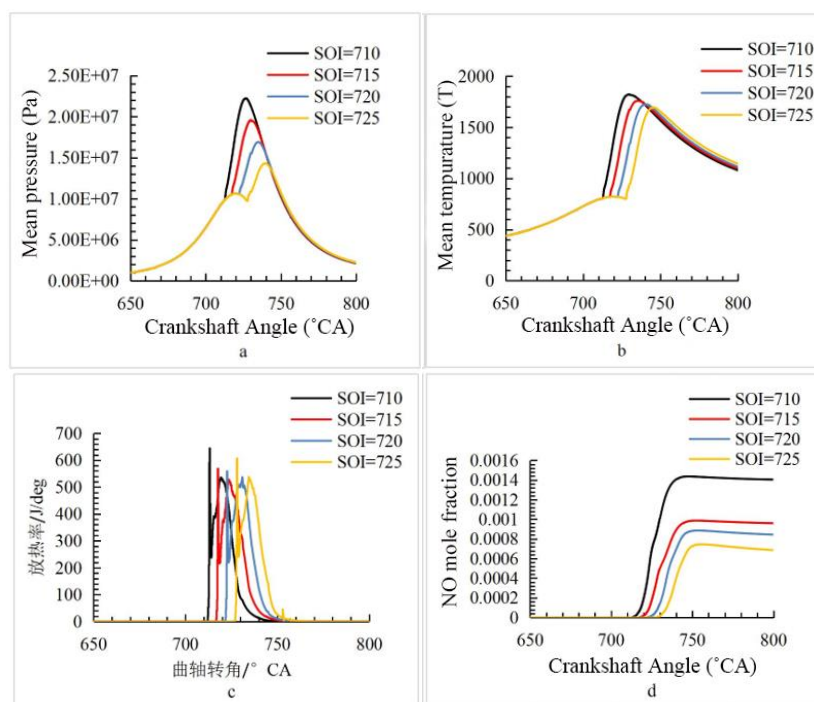 SOI=710
SOI=715
SOI=720
SOI=725
Mean pressure (Pa)
2.50E+07
2.00E+07
1.50E+07
1.00E+07
5.00E+06
0.00E+00
650 700 750 800
Crankshaft Angle (˚CA)
a
SOI=710
SOI=715
SOI=720
SOI=725
Mean tempurature (T)
2000
1500
1000
500
0
650 700 750 800
Crankshaft Angle (˚CA)
b
SOI=710
SOI=715
SOI=720
SOI=725
放热率/J/deg
700
600
500
400
300
200
100
0
650 700 750 800
曲轴转角/° CA
c
SOI=710
SOI=715
SOI=720
SOI=725
NO mole fraction
0.0016
0.0014
0.0012
0.001
0.0008
0.0006
0.0004
0.0002
0
650 700 750 800
Crankshaft Angle (˚CA)
d